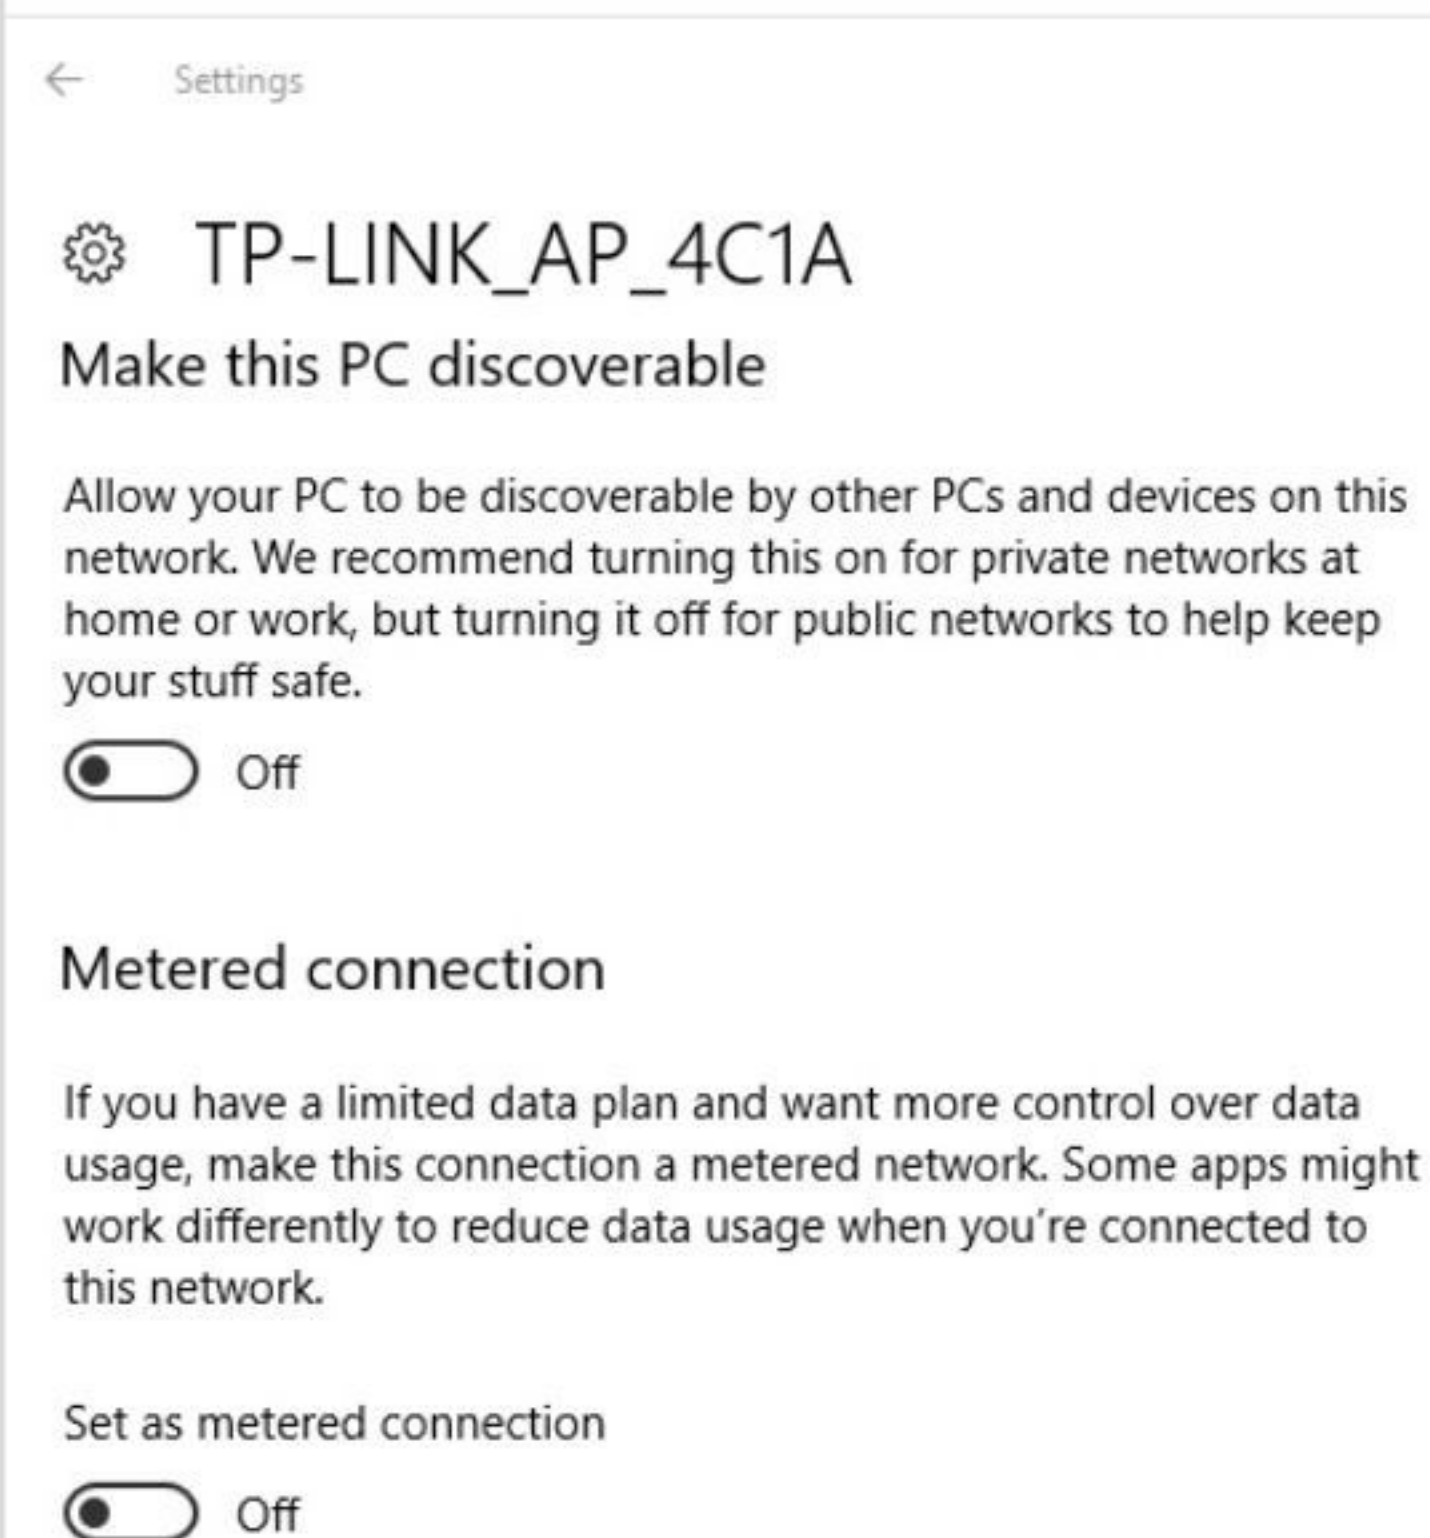 Settings
TP-LINK_AP_4C1A
Make this PC discoverable
Allow your PC to be discoverable by other PCs and devices on this
network. We recommend turning this on for private networks at
home or work, but turning it off for public networks to help keep
your stuff safe.
Off
Metered connection
If you have a limited data plan and want more control over data
usage, make this connection a metered network. Some apps might
work differently to reduce data usage when you’re connected to
this network.
Set as metered connection
Off